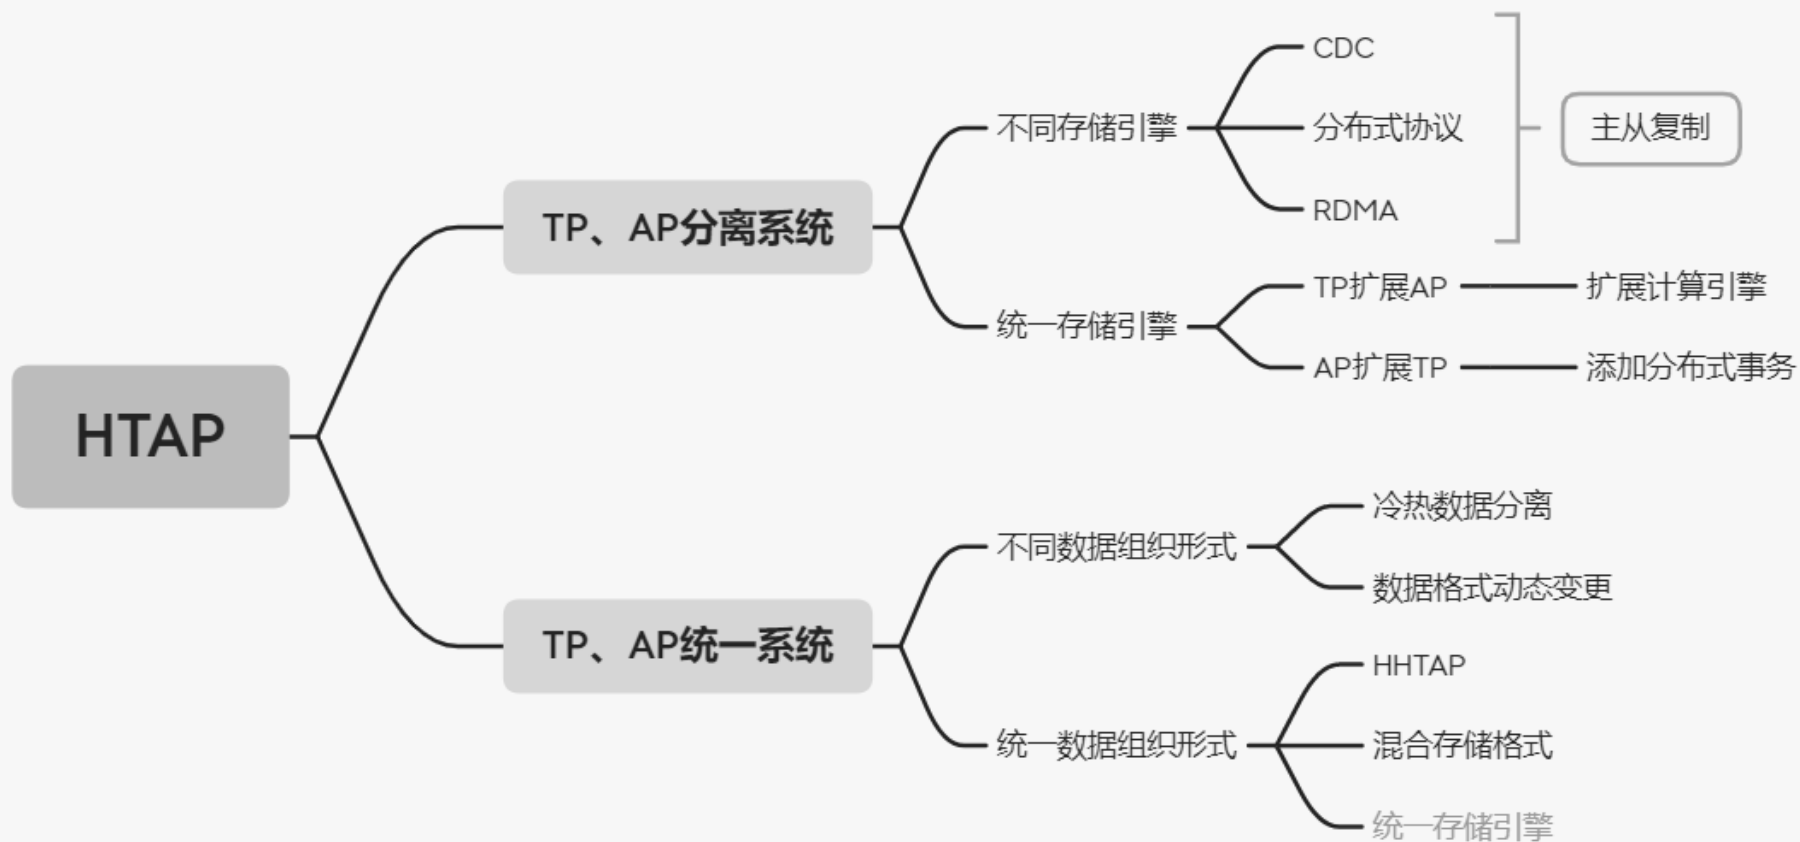 HTAP
TP、AP分离系统
不同存储引擎
CDC
分布式协议
RDMA
主从复制
统一存储引擎
TP扩展AP
扩展计算引擎
AP扩展TP
添加分布式事务
TP、AP统一系统
不同数据组织形式
冷热数据分离
数据格式动态变更
统一数据组织形式
HHTAP
混合存储格式
统一存储引擎